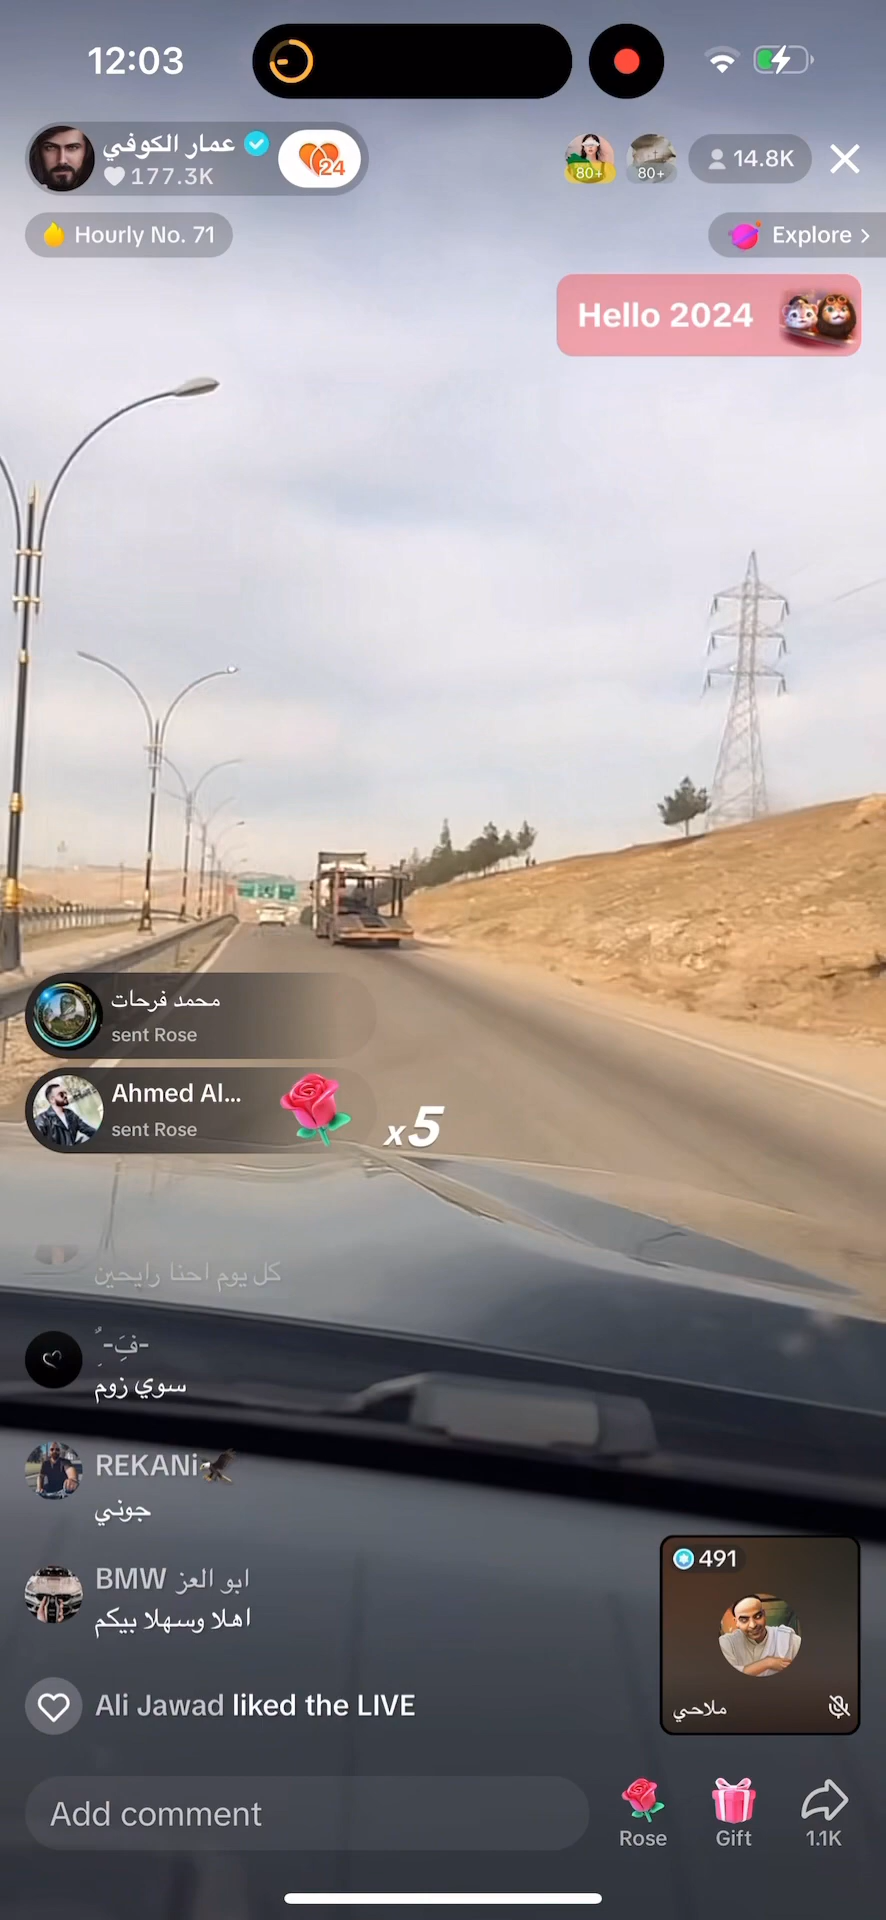 12:03
عمار الكوفي
177.3K
24
80+
80+
14.8K
Hourly No. 71
Explore >
Hello 2024
محمد فرحات
sent Rose
Ahmed Al...
sent Rose
x5
كل يوم احنا رايحين
سوي زوم
REKANi
جوني
BMW ابو العز
اهلا وسهلا بيكم
491
ملاحي
Ali Jawad liked the LIVE
Add comment
Rose
Gift
1.1K